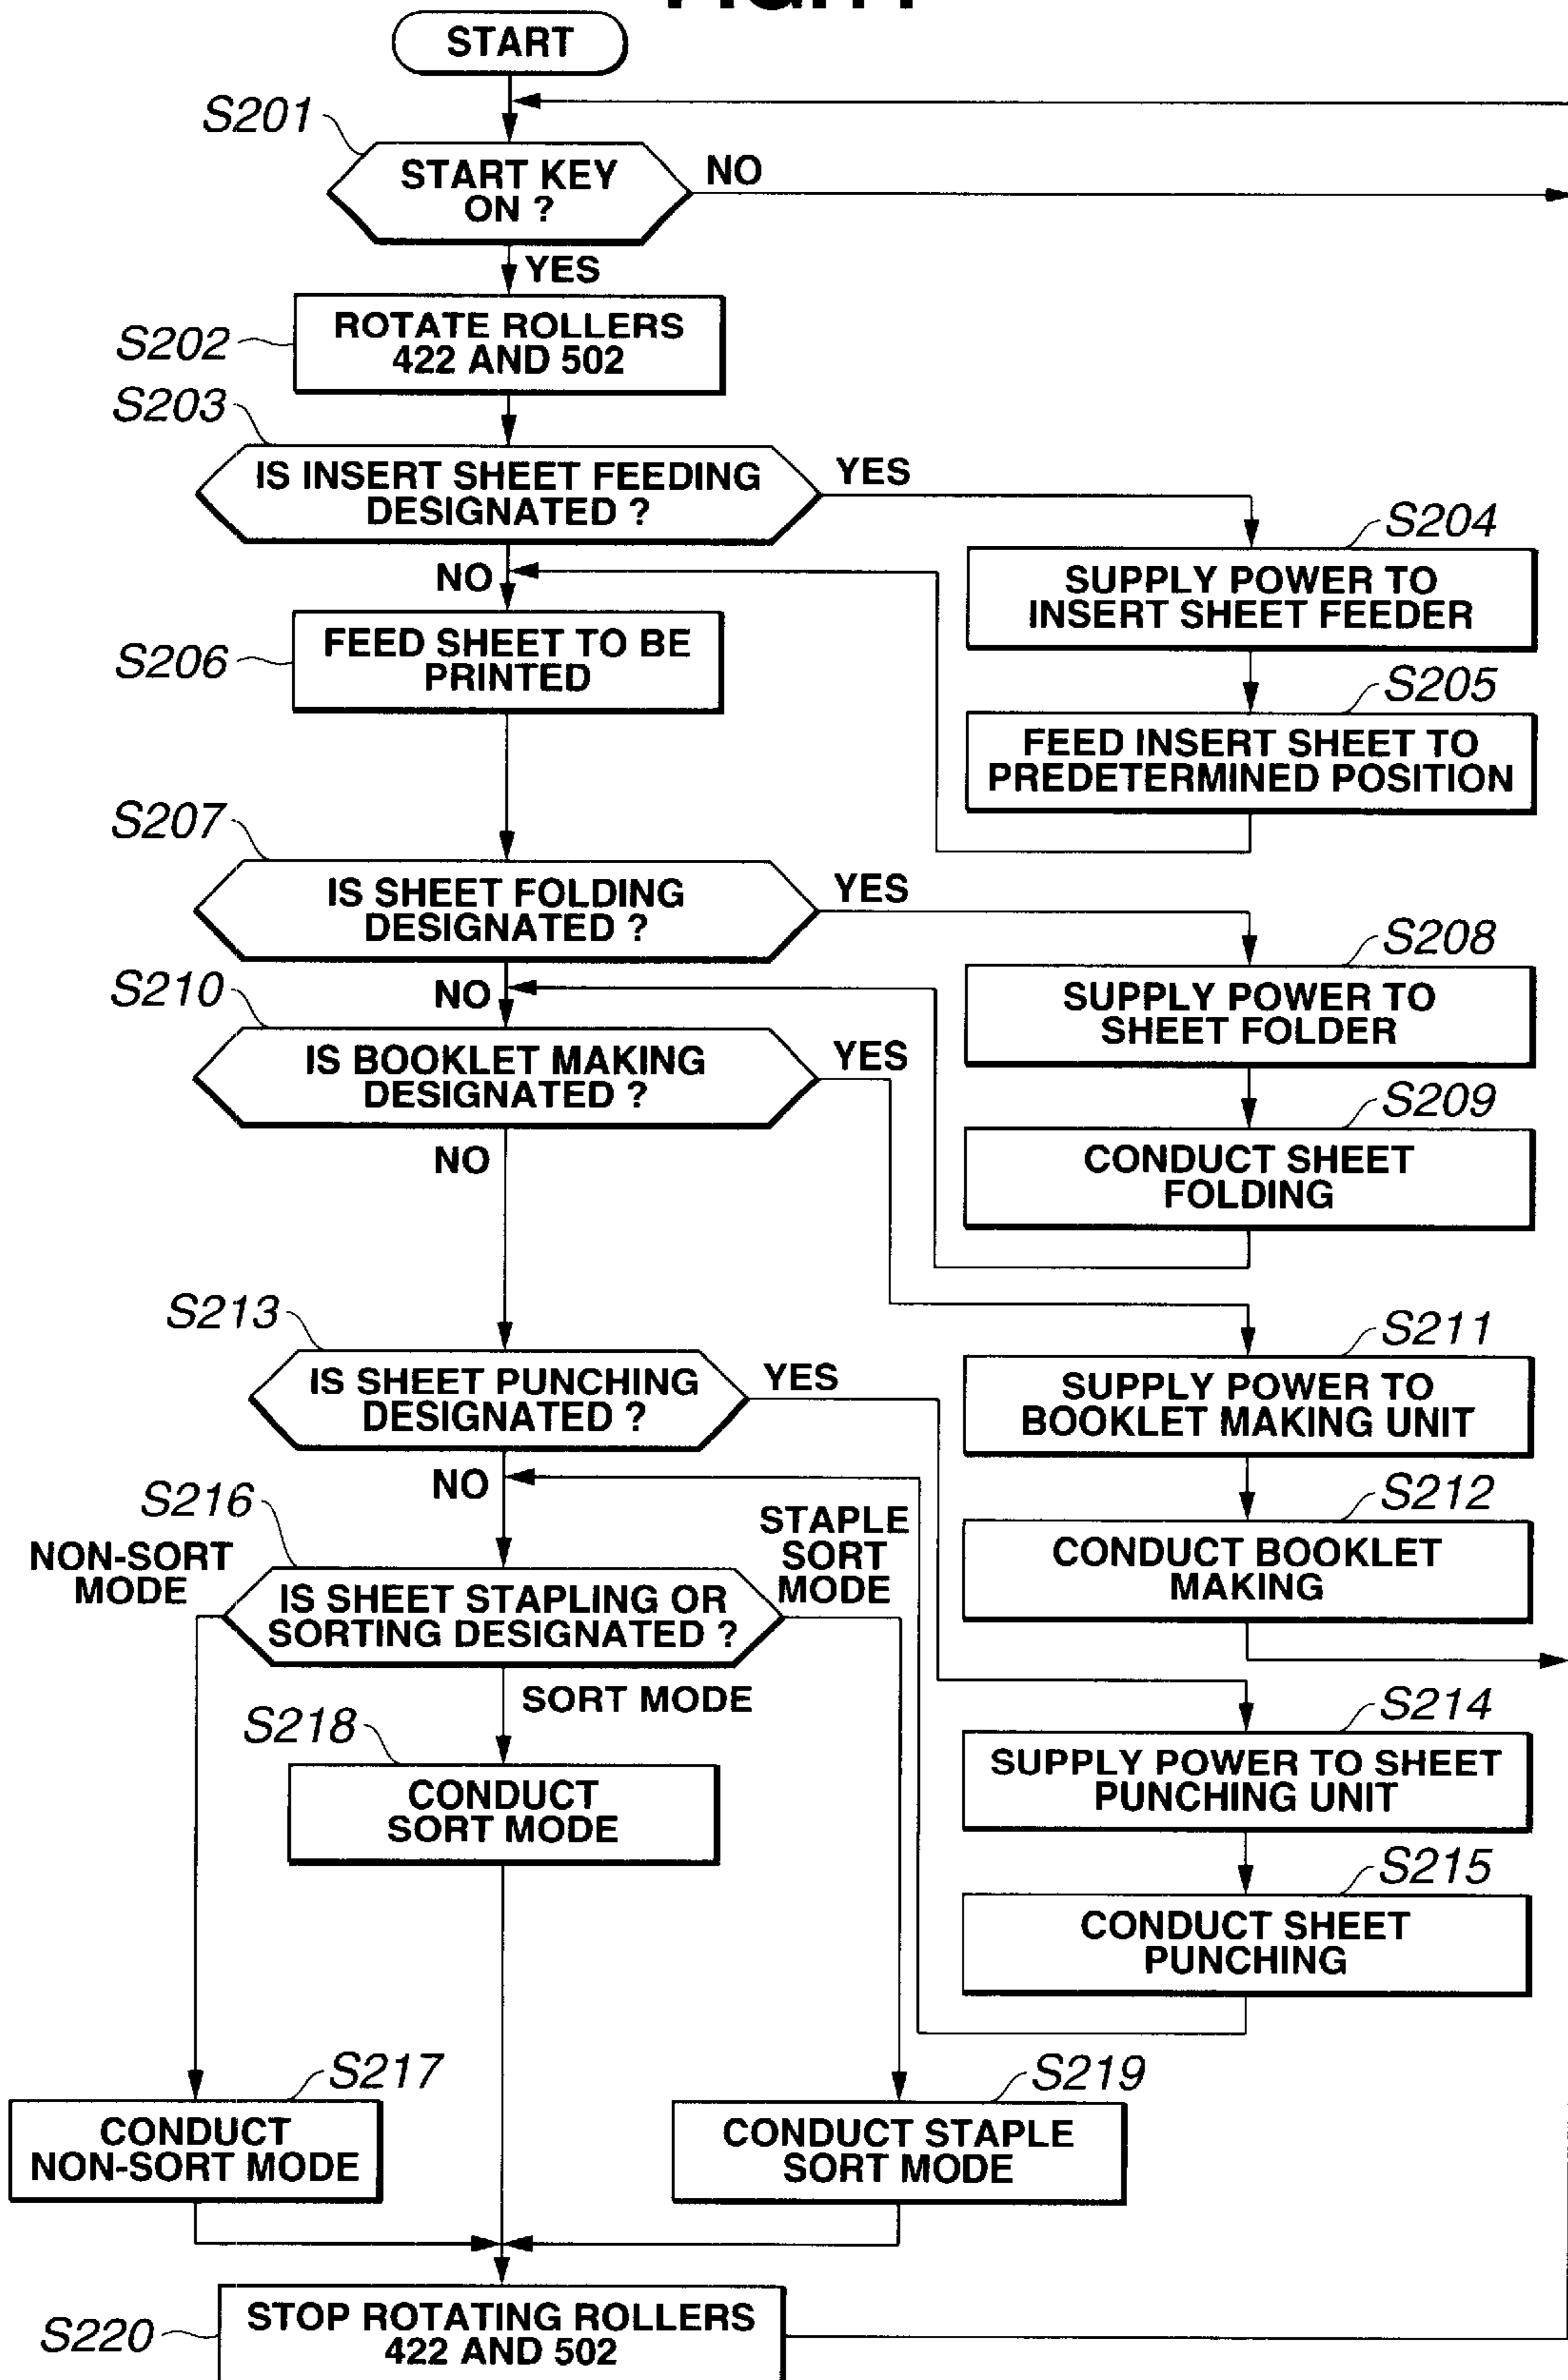 START
S201
START KEY
ON ?
NO
YES
S202
ROTATE ROLLERS
422 AND 502
S203
IS INSERT SHEET FEEDING
DESIGNATED ?
YES
NO
S204
SUPPLY POWER TO
INSERT SHEET FEEDER
S206
FEED SHEET TO BE
PRINTED
S205
FEED INSERT SHEET TO
PREDETERMINED POSITION
S207
IS SHEET FOLDING
DESIGNATED ?
YES
NO
S208
SUPPLY POWER TO
SHEET FOLDER
S210
IS BOOKLET MAKING
DESIGNATED ?
YES
NO
S209
CONDUCT SHEET
FOLDING
S213
IS SHEET PUNCHING
DESIGNATED ?
YES
NO
S211
SUPPLY POWER TO
BOOKLET MAKING UNIT
S212
CONDUCT BOOKLET
MAKING
S216
NON-SORT
MODE
IS SHEET STAPLING OR
SORTING DESIGNATED ?
STAPLE
SORT
MODE
SORT MODE
S214
SUPPLY POWER TO SHEET
PUNCHING UNIT
S218
CONDUCT
SORT MODE
S215
CONDUCT SHEET
PUNCHING
S217
CONDUCT
NON-SORT MODE
S219
CONDUCT STAPLE
SORT MODE
S220
STOP ROTATING ROLLERS
422 AND 502